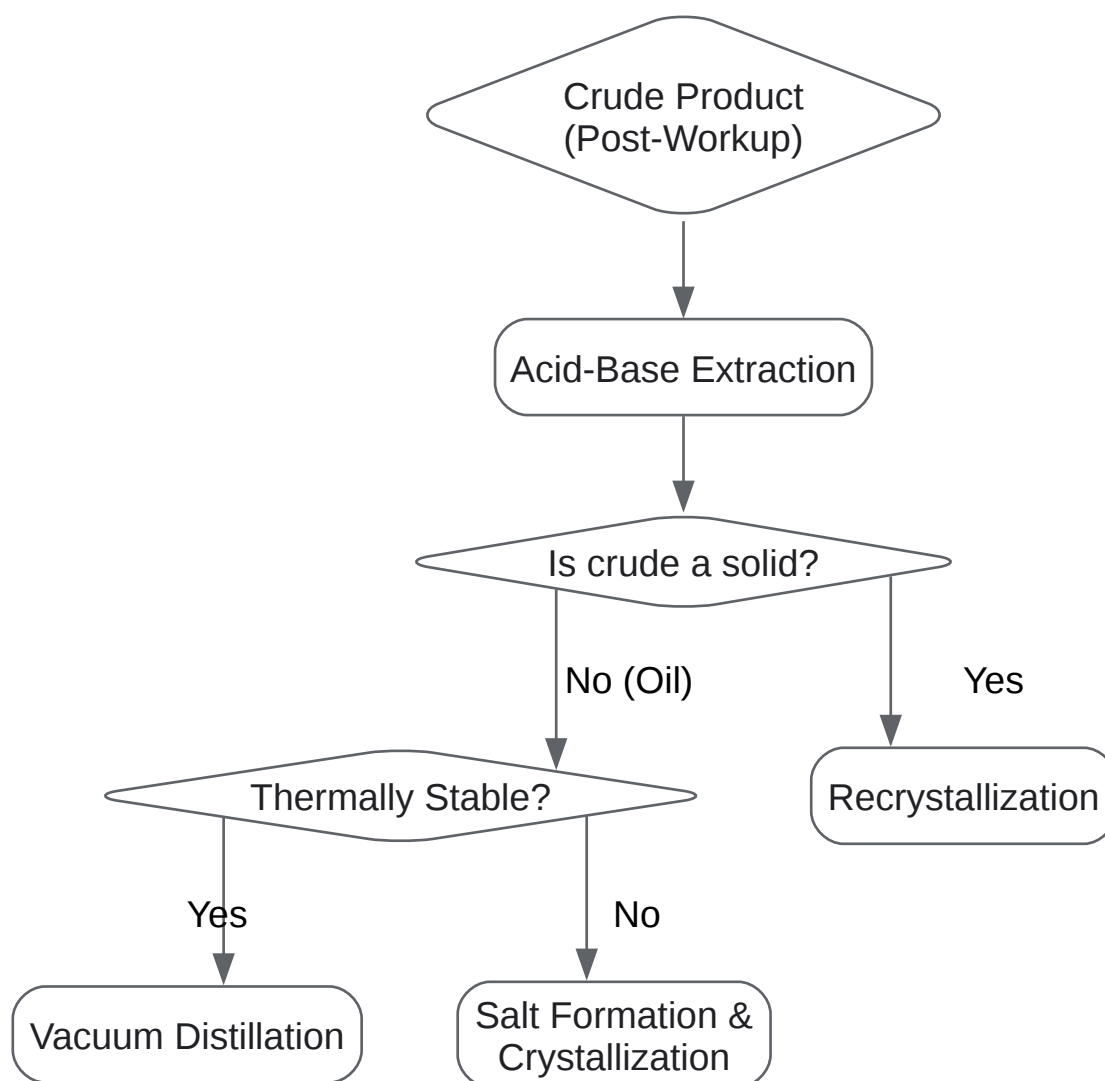 Crude Product
(Post-Workup)
Acid-Base Extraction
Is crude a solid?
No (Oil)
Yes
Thermally Stable?
Recrystallization
Yes
No
Vacuum Distillation
Salt Formation &
Crystallization